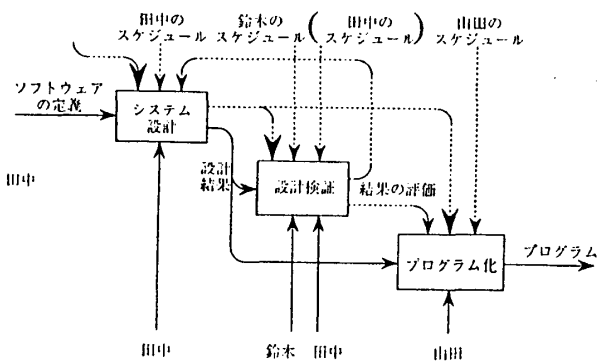 田中の
スケジュール
鈴木の
スケジュール
(田中の
スケジュール)
山田の
スケジュール
ソフトウェア
の定義
システム
設計
田中
設計
結果
設計検証
結果の評価
プログラム化
プログラム
田中
鈴木
田中
山田